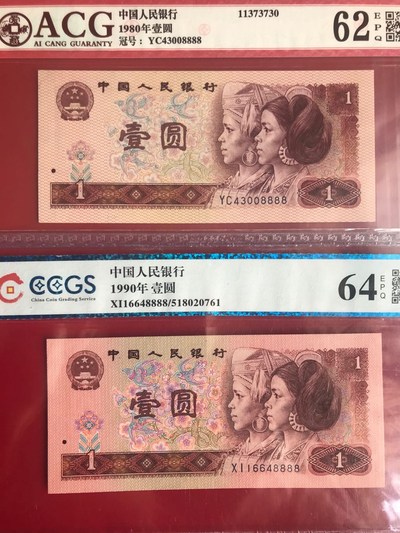 ACG
AI CANG GUARANTY
中国人民银行
1980年壹圆
冠号：YC43008888
11373730
62
EPQ
中国人民银行
1
壹圆
YC43008888
1
1
CCGS
China Coin Grading Service
中国人民银行
1990年 壹圆
XI16648888/518020761
64
EPQ
中国人民银行
1
壹圆
XI16648888
1
1